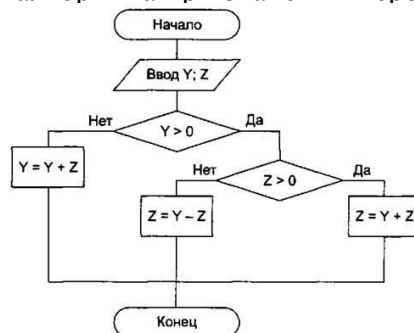 Начало
Ввод Y; Z
Нет
Y > 0
Да
Y = Y + Z
Нет
Z > 0
Да
Z = Y ~ Z
Z = Y + Z
Конец